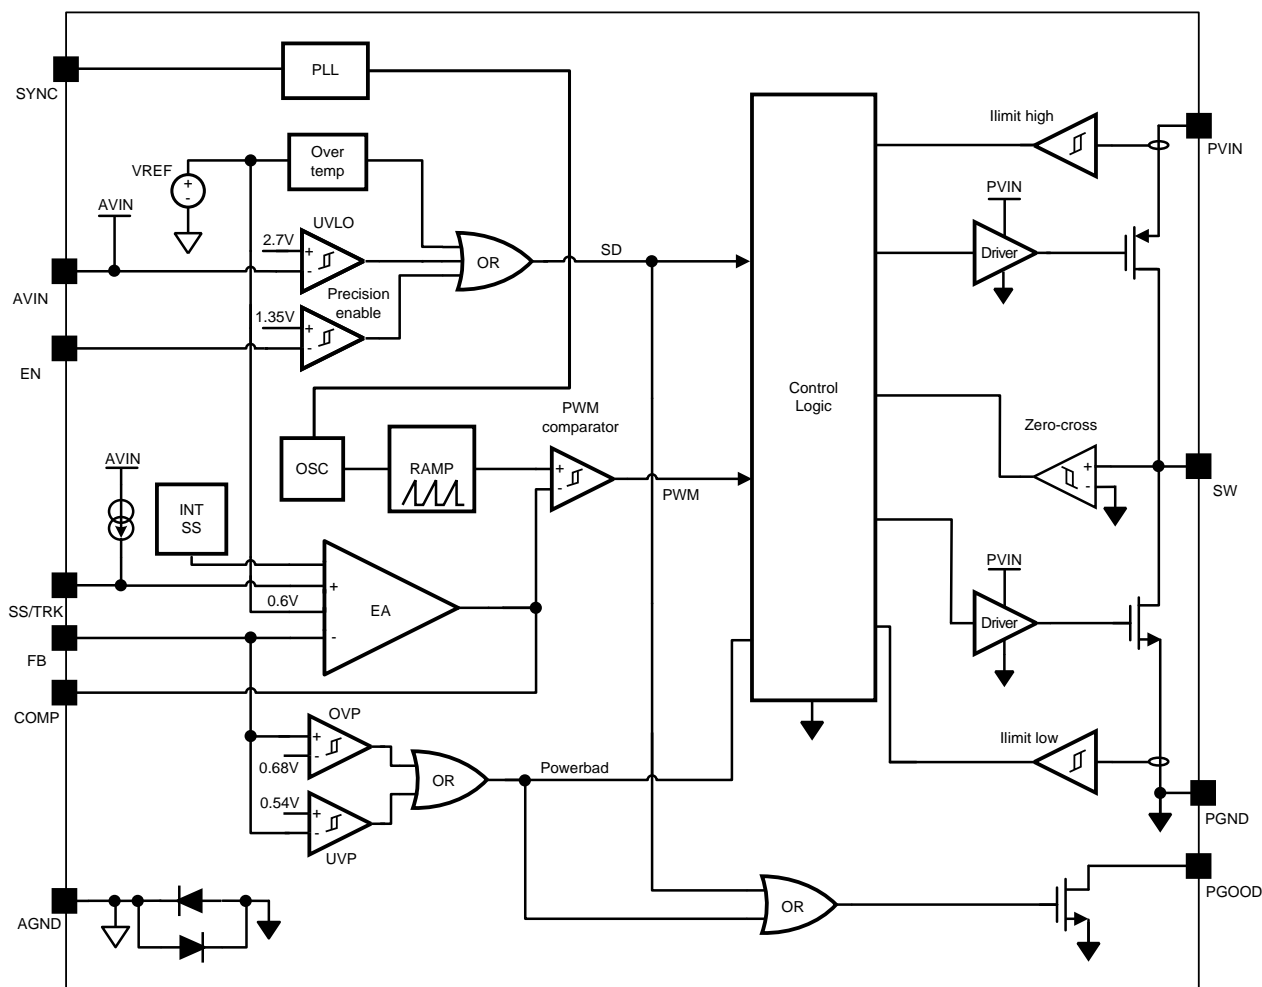 SYNC
PLL
Ilimit high
PVIN
VREF
+
-
Over
temp
AVIN
UVLO
2.7V
+
-
AVIN
OR
SD
PVIN
Driver
Precision
enable
1.35V
+
-
EN
Control
Logic
PWM
comparator
Zero-cross
+
-
SW
AVIN
OSC
RAMP
+
-
PWM
INT
SS
SS/TRK
+
0.6V
EA
-
FB
PVIN
Driver
COMP
OVP
+
-
0.68V
OR
Powerbad
Ilimit low
0.54V
+
-
UVP
PGND
AGND
OR
PGOOD